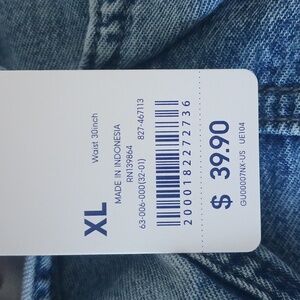 XL
Waist 30inch
MADE IN INDONESIA
RN139864 827-467113
63-006-000(32-01)
2000182272736
$ 39.90
GU00007NX-US UE104